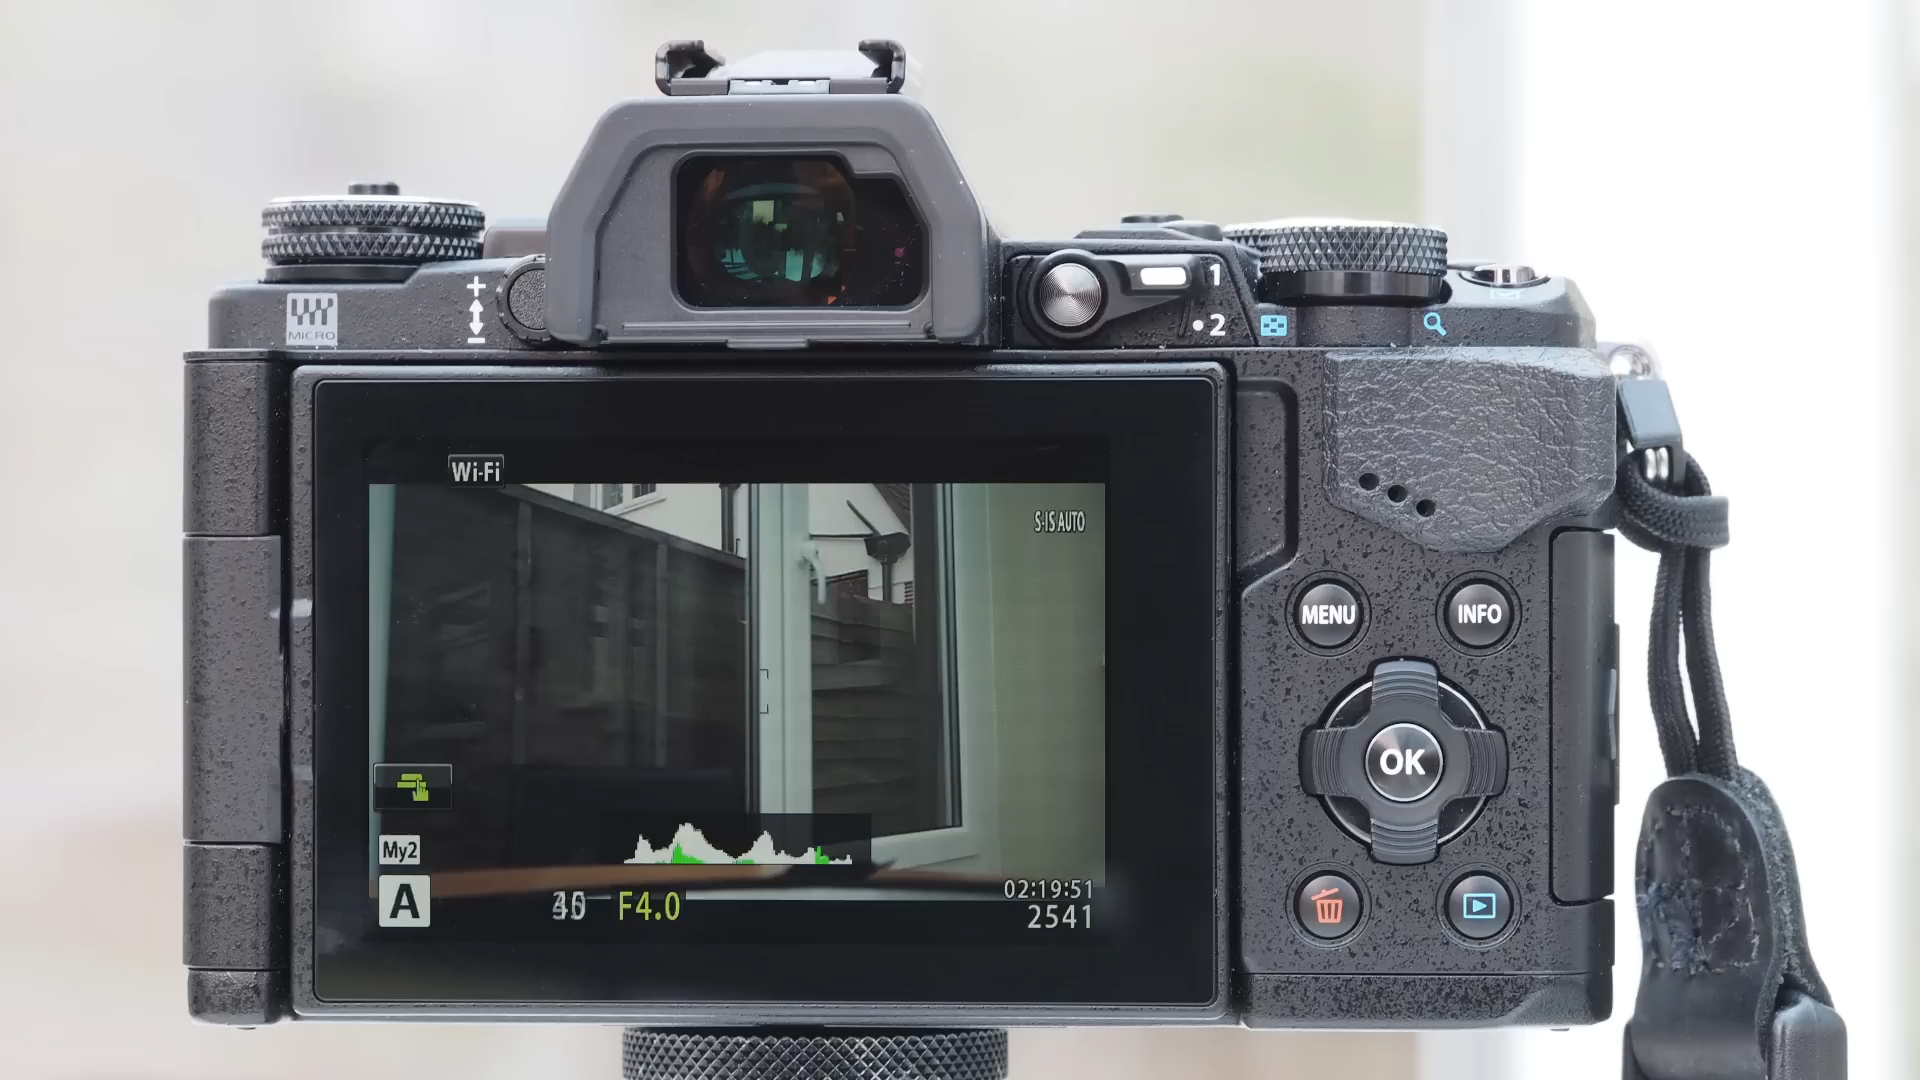 MICRO
1
2
Wi-Fi
S-IS AUTO
MENU
INFO
OK
My2
A
F4.0
02:19:51
2541